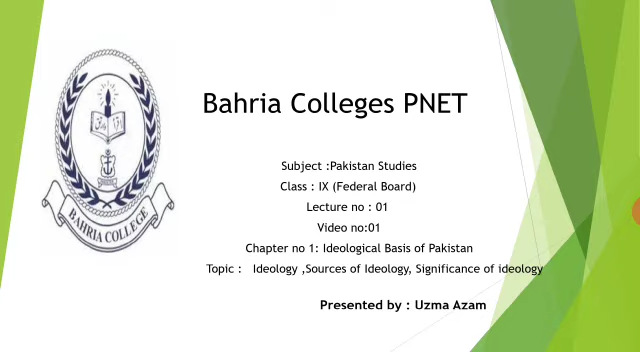 Bahria Colleges PNET
Subject :Pakistan Studies
Class : IX (Federal Board)
Lecture no : 01
Video no:01
Chapter no 1: Ideological Basis of Pakistan
Topic : Ideology ,Sources of Ideology, Significance of ideology
Presented by : Uzma Azam
BAHRIA COLLEGE